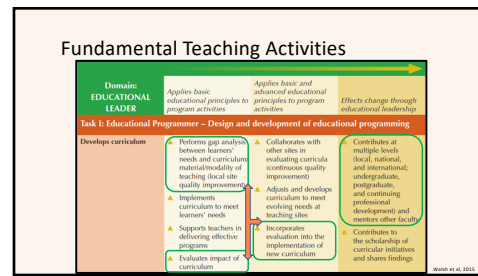 Fundamental Teaching Activities
Domain:
EDUCATIONAL
LEADER
Applies basic
educational principles to
program activities
Applies basic and
advanced educational
principles to program
activities
Effects change through
educational leadership
Task I: Educational Programmer – Design and development of educational programming
Develops curriculum
Performs gap analysis
between learners'
needs and curriculum/
material/modality of
teaching (local site
quality improvement)
Implements
curriculum to meet
learners' needs
Supports teachers in
delivering effective
programs
Evaluates impact of
curriculum
Collaborates with
other sites in
evaluating curricula
(continuous quality
improvement)
Adjusts and develops
curriculum to meet
evolving needs at
teaching sites
Incorporates
evaluation into the
implementation of
new curriculum
Contributes at
multiple levels
(local, national,
and international;
undergraduate,
postgraduate,
and continuing
professional
development) and
mentors other faculty
Contributes to
the scholarship of
curricular initiatives
and shares findings
Walsh et al, 2015